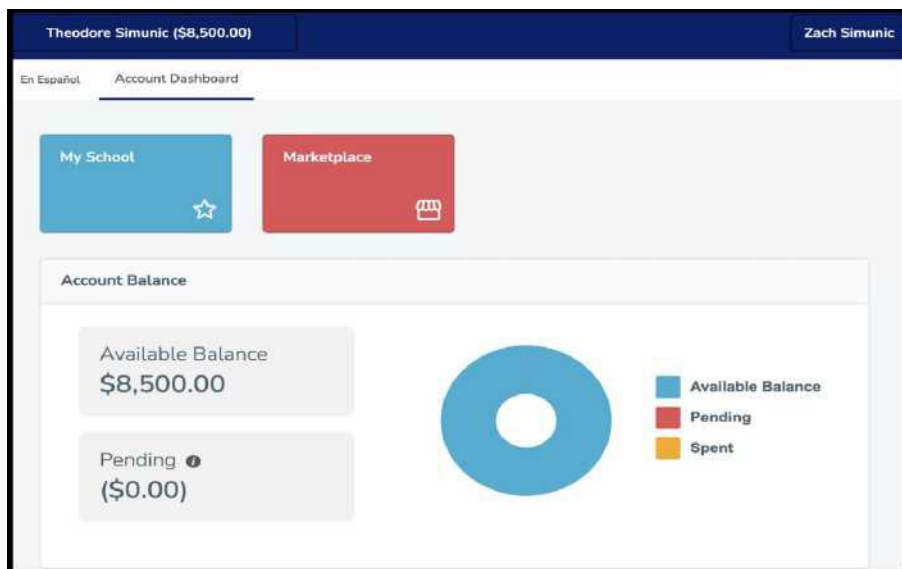 Theodore Simunic ($8,500.00)
Zach Simunic
En Español
Account Dashboard
My School
Marketplace
Account Balance
Available Balance
$8,500.00
Pending
($0.00)
Available Balance
Pending
Spent